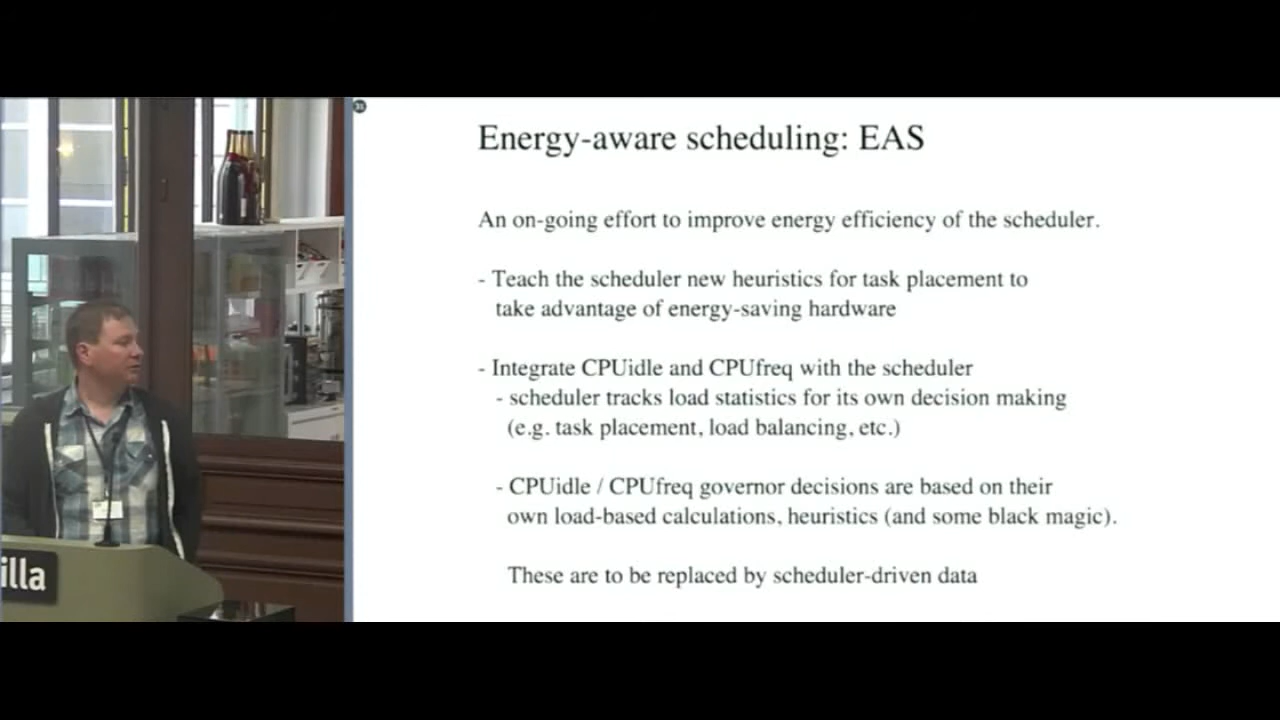 Energy-aware scheduling: EAS
An on-going effort to improve energy efficiency of the scheduler.
- Teach the scheduler new heuristics for task placement to
take advantage of energy-saving hardware
- Integrate CPUidle and CPUfreq with the scheduler
- scheduler tracks load statistics for its own decision making
(e.g. task placement, load balancing, etc.)
- CPUidle / CPUfreq governor decisions are based on their
own load-based calculations, heuristics (and some black magic).
These are to be replaced by scheduler-driven data
illa
31